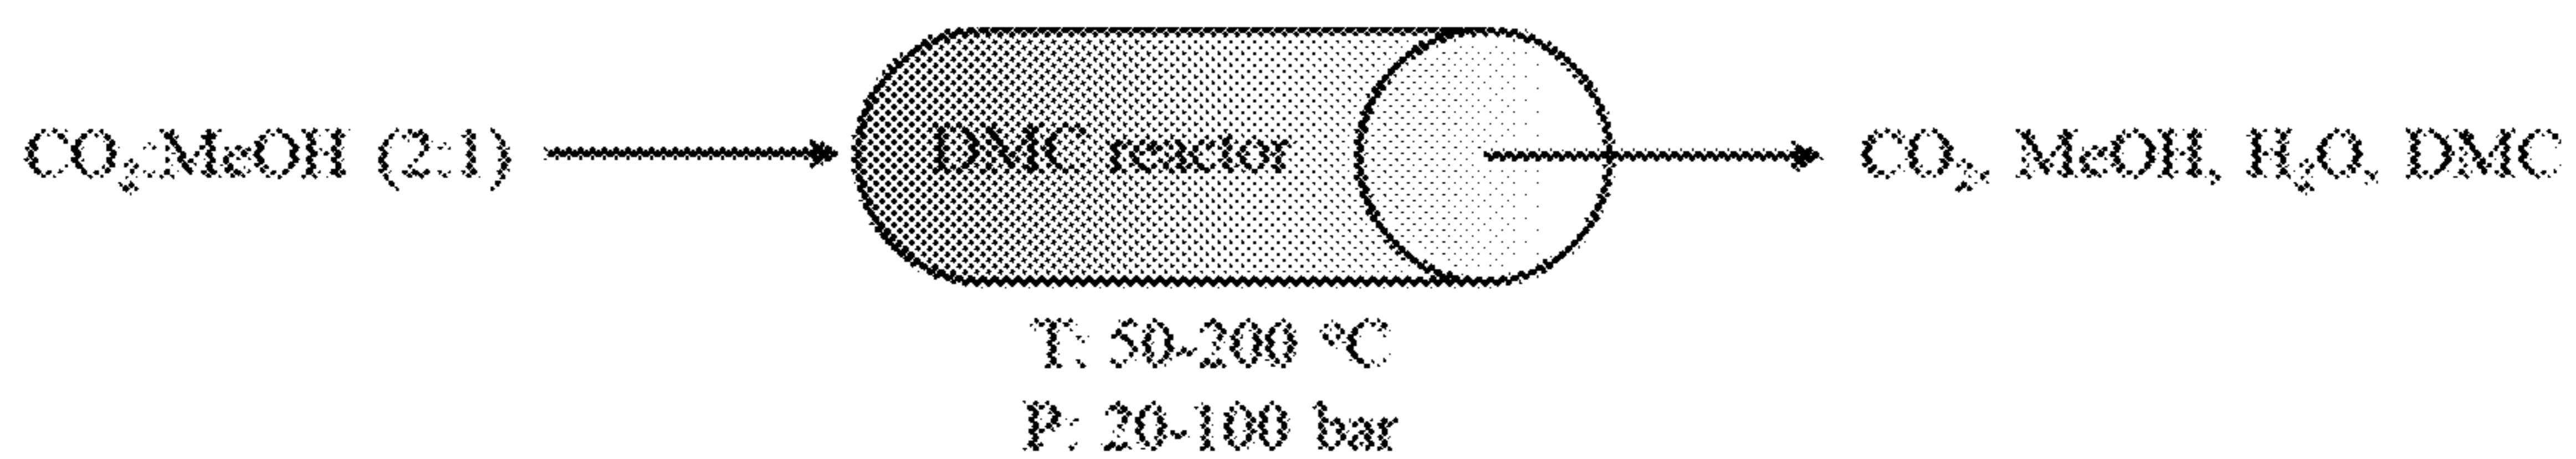 CO₂:MeOH (2:1)
DMC reactor
CO₂, MeOH, H₂O, DMC
T: 50-200 °C
P: 20-100 bar